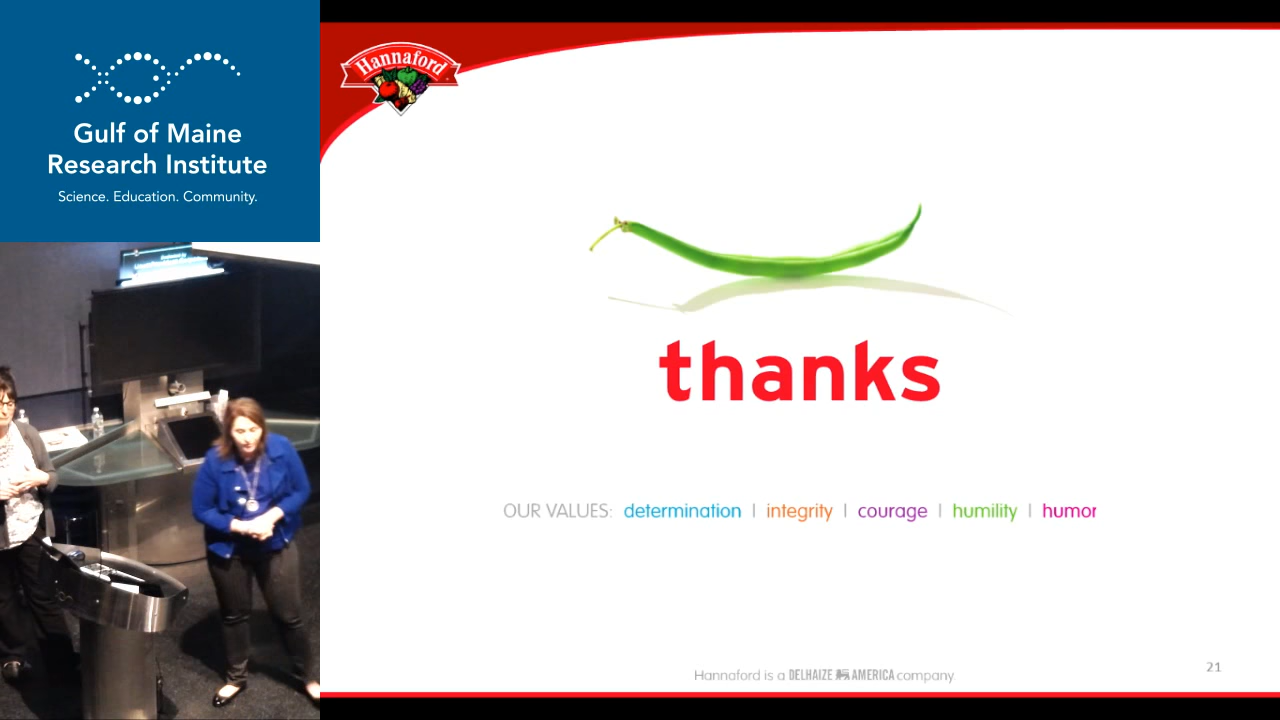 Gulf of Maine
Research Institute
Science. Education. Community.
Hannaford
thanks
OUR VALUES: determination | integrity | courage | humility | humor
Hannaford is a DELHAIZE AMERICA company.
21